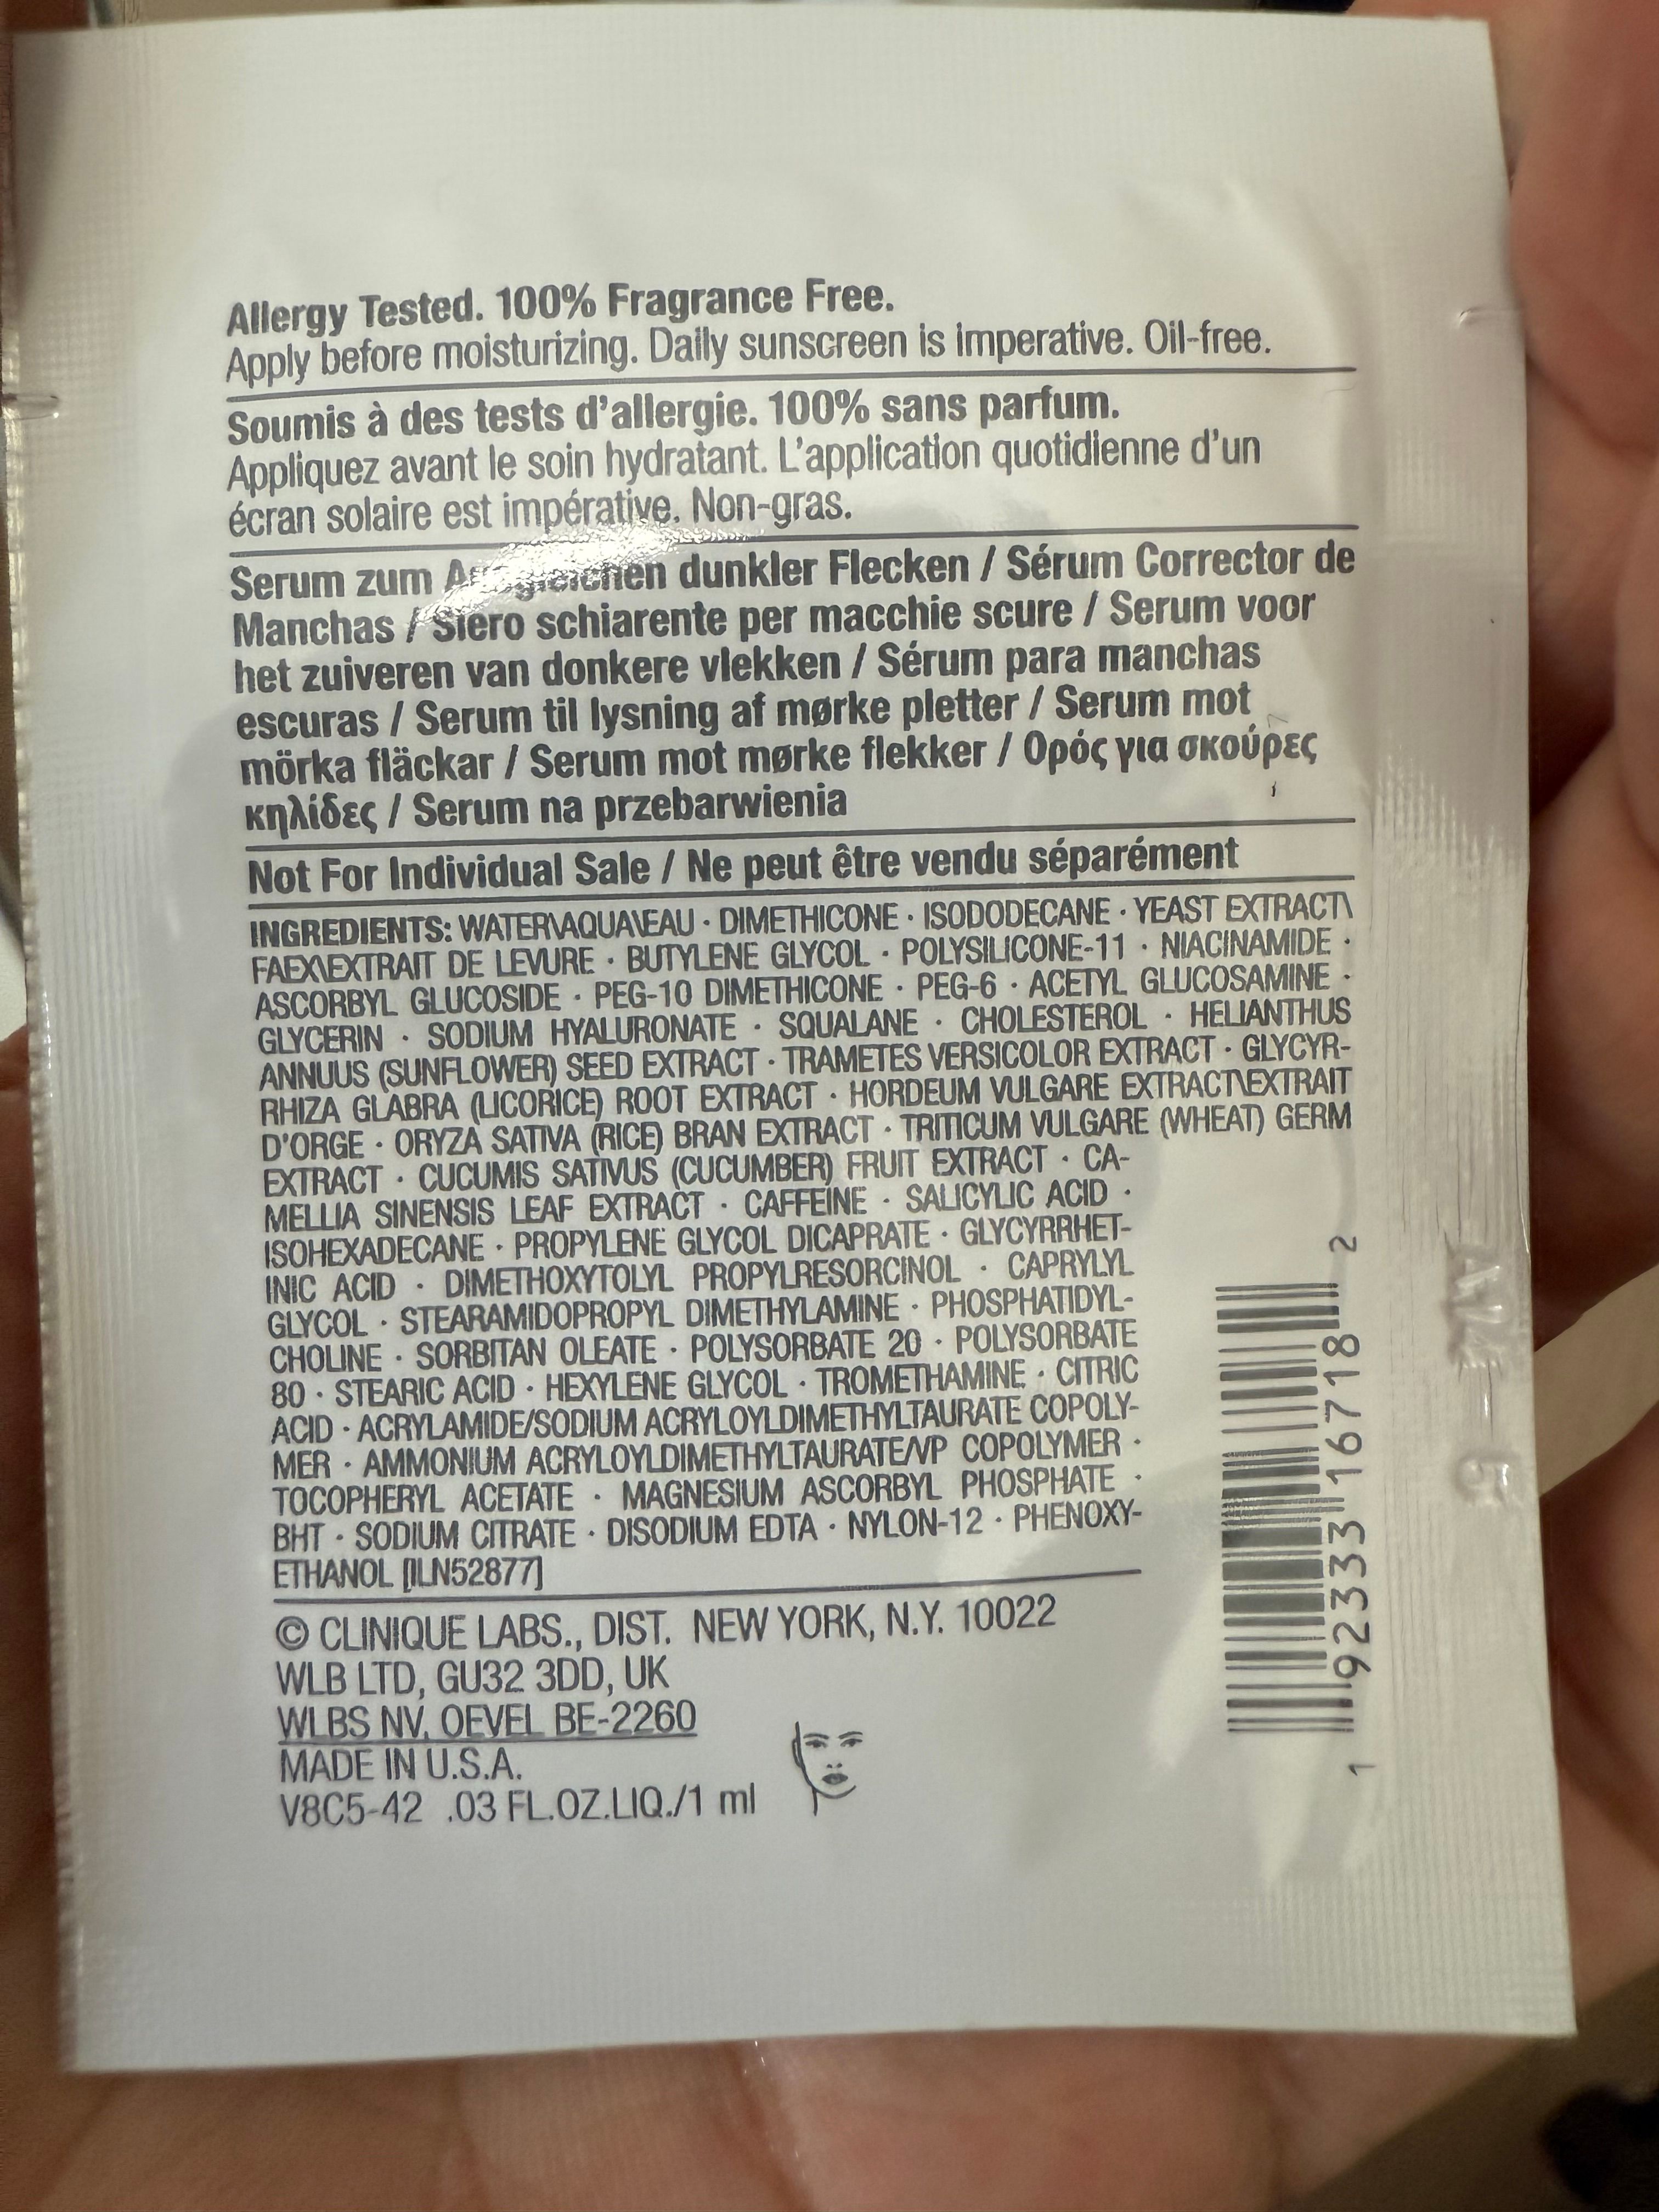 Allergy Tested. 100% Fragrance Free.
Apply before moisturizing. Daily sunscreen is imperative. Oil-free.
Soumis à des tests d'allergie. 100% sans parfum.
Appliquez avant le soin hydratant. L'application quotidienne d'un
écran solaire est impérative. Non-gras.
Serum zum dunkler Flecken / Sérum Corrector de
Manchas / Siero schiarente per macchie scure / Serum voor
het zuiveren van donkere vlekken / Sérum para manchas
escuras / Serum til lysning af mørke pletter / Serum mot
mörka fläckar / Serum mot mørke flekker / Ορός για σκούρες
κηλίδες / Serum na przebarwienia
Not For Individual Sale / Ne peut être vendu séparément
INGREDIENTS: WATER\AQUA\EAU · DIMETHICONE · ISODODECANE · YEAST EXTRACT\
FAEX\EXTRAIT DE LEVURE · BUTYLENE GLYCOL · POLYSILICONE-11 · NIACINAMIDE ·
ASCORBYL GLUCOSIDE · PEG-10 DIMETHICONE · PEG-6 · ACETYL GLUCOSAMINE ·
GLYCERIN · SODIUM HYALURONATE · SQUALANE · CHOLESTEROL · HELIANTHUS
ANNUUS (SUNFLOWER) SEED EXTRACT · TRAMETES VERSICOLOR EXTRACT · GLYCYR-
RHIZA GLABRA (LICORICE) ROOT EXTRACT · HORDEUM VULGARE EXTRACT\EXTRAIT
D'ORGE · ORYZA SATIVA (RICE) BRAN EXTRACT · TRITICUM VULGARE (WHEAT) GERM
EXTRACT · CUCUMIS SATIVUS (CUCUMBER) FRUIT EXTRACT · CA-
MELLIA SINENSIS LEAF EXTRACT · CAFFEINE · SALICYLIC ACID ·
ISOHEXADECANE · PROPYLENE GLYCOL DICAPRATE · GLYCYRRHET-
INIC ACID · DIMETHOXYTOLYL PROPYLRESORCINOL · CAPRYLYL
GLYCOL · STEARAMIDOPROPYL DIMETHYLAMINE · PHOSPHATIDYL-
CHOLINE · SORBITAN OLEATE · POLYSORBATE 20 · POLYSORBATE
80 · STEARIC ACID · HEXYLENE GLYCOL · TROMETHAMINE · CITRIC
ACID · ACRYLAMIDE/SODIUM ACRYLOYLDIMETHYLTAURATE COPOLY-
MER · AMMONIUM ACRYLOYLDIMETHYLTAURATE/VP COPOLYMER ·
TOCOPHERYL ACETATE · MAGNESIUM ASCORBYL PHOSPHATE ·
BHT · SODIUM CITRATE · DISODIUM EDTA · NYLON-12 · PHENOXY-
ETHANOL [ILN52877]
© CLINIQUE LABS., DIST. NEW YORK, N.Y. 10022
WLB LTD, GU32 3DD, UK
WLBS NV, OEVEL BE-2260
MADE IN U.S.A.
V8C5-42 .03 FL.OZ.LIQ./1 ml
1 92333 16718 2